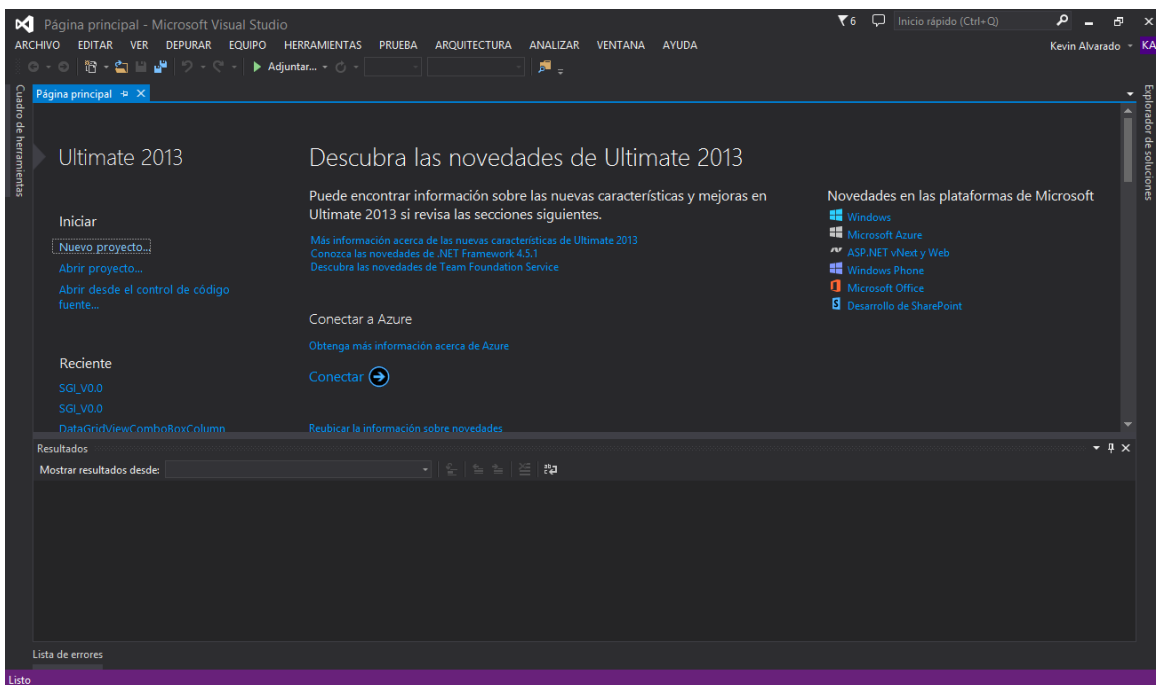 Página principal - Microsoft Visual Studio
6
Inicio rápido (Ctrl+Q)
ARCHIVO EDITAR VER DEPURAR EQUIPO HERRAMIENTAS PRUEBA ARQUITECTURA ANALIZAR VENTANA AYUDA
Kevin Alvarado
KA
Adjuntar...
Cuadro de herramientas
Página principal
Explorador de soluciones
Ultimate 2013
Iniciar
Nuevo proyecto...
Abrir proyecto...
Abrir desde el control de código
fuente...
Reciente
SGI_V0.0
SGI_V0.0
DataGridViewComboBoxColumn
Descubra las novedades de Ultimate 2013
Puede encontrar información sobre las nuevas características y mejoras en
Ultimate 2013 si revisa las secciones siguientes.
Más información acerca de las nuevas características de Ultimate 2013
Conozca las novedades de .NET Framework 4.5.1
Descubra las novedades de Team Foundation Service
Conectar a Azure
Obtenga más información acerca de Azure
Conectar
Reubicar la información sobre novedades
Novedades en las plataformas de Microsoft
Windows
Microsoft Azure
ASP.NET vNext y Web
Windows Phone
Microsoft Office
Desarrollo de SharePoint
Resultados
Mostrar resultados desde:
Lista de errores
Listo